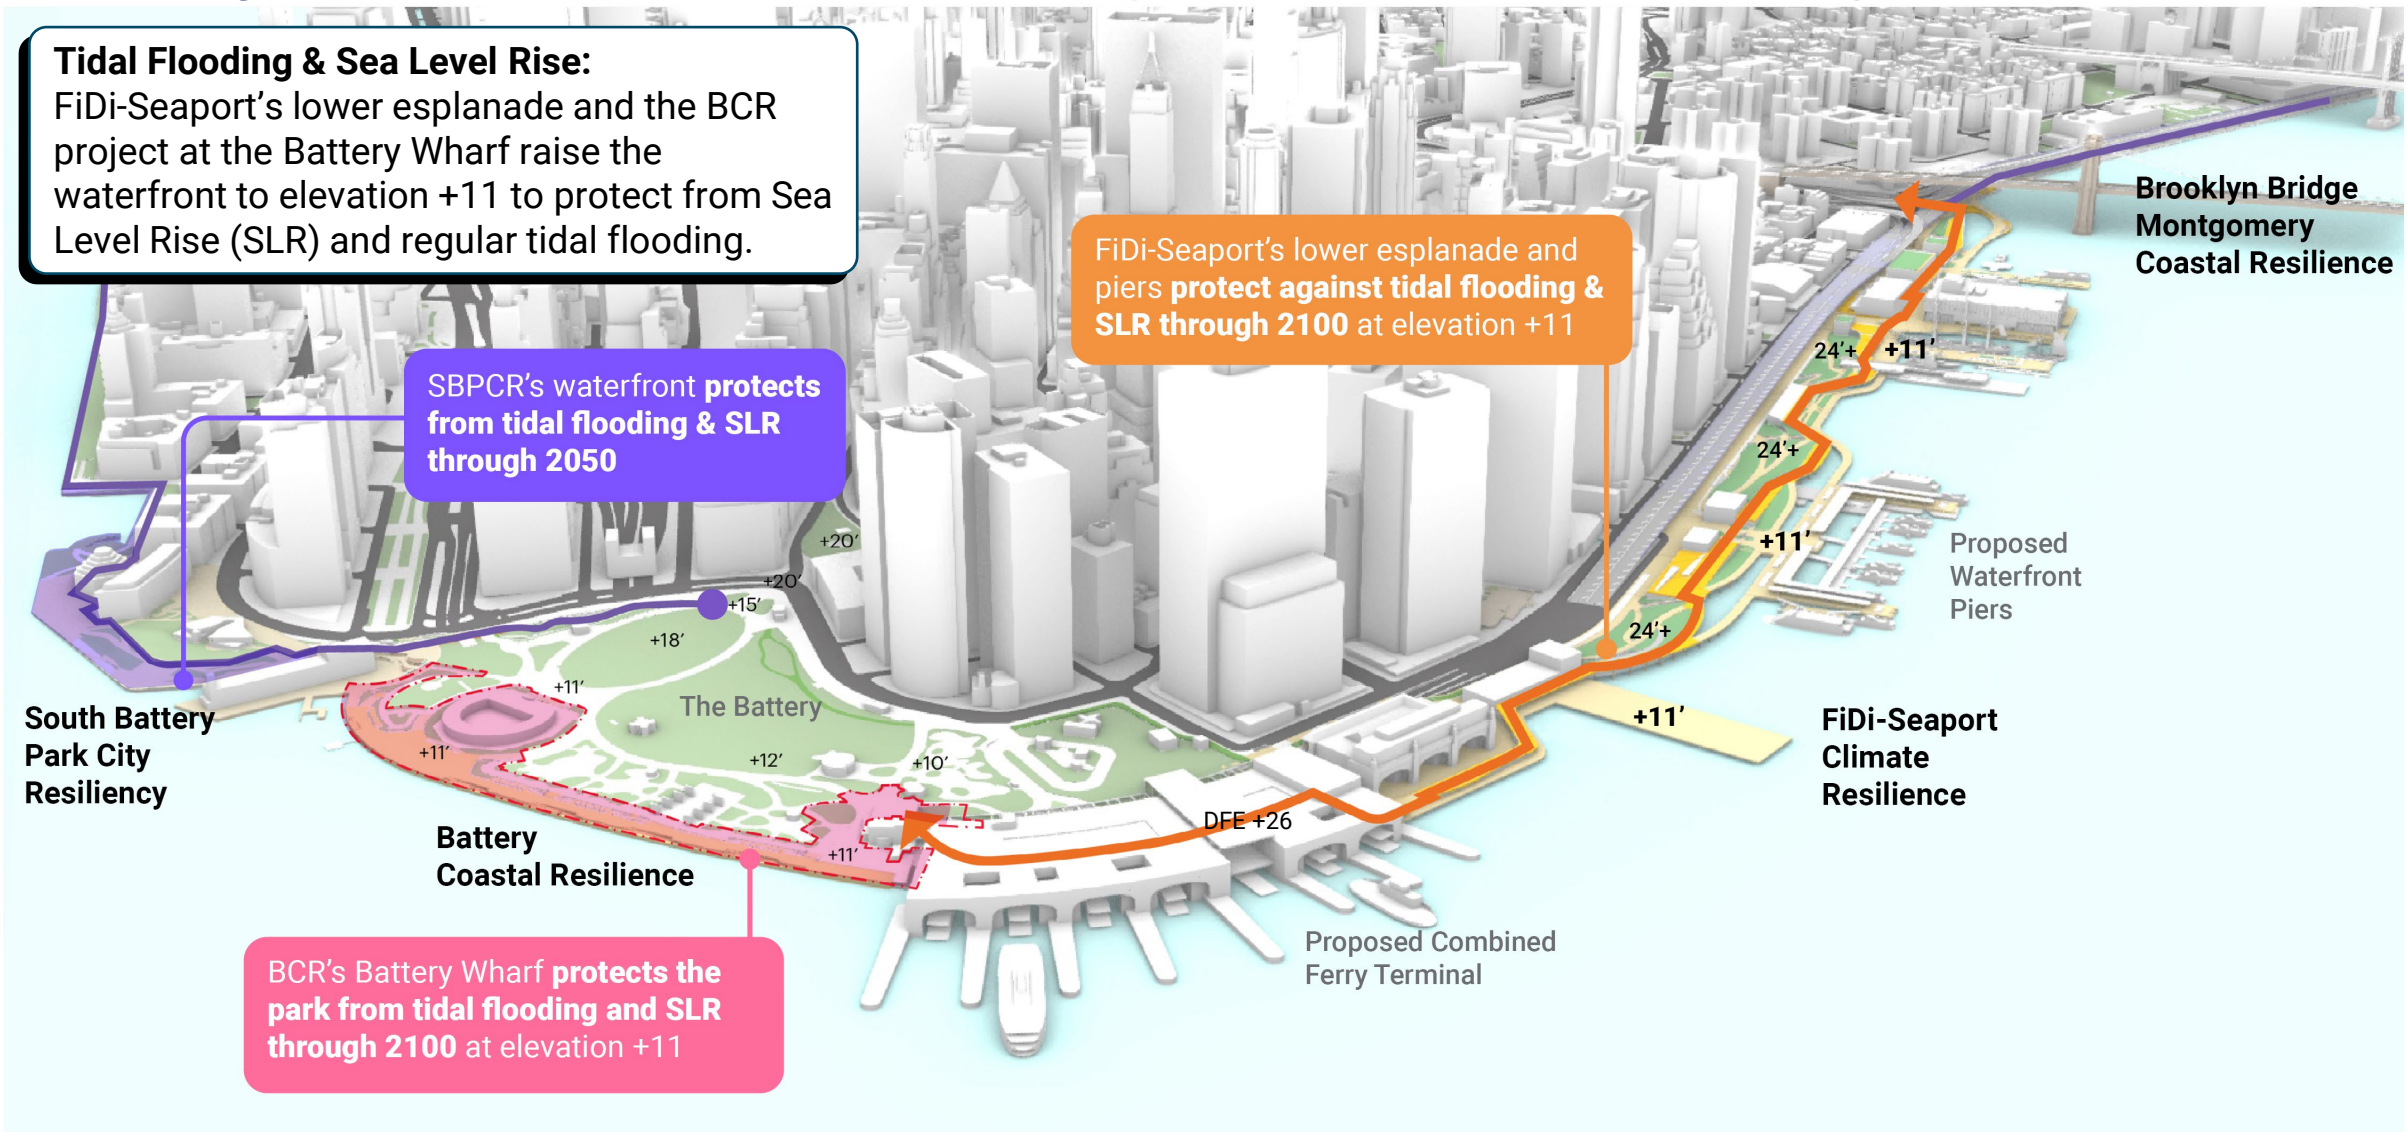 Tidal Flooding & Sea Level Rise:
FiDi-Seaport’s lower esplanade and the BCR
project at the Battery Wharf raise the
waterfront to elevation +11 to protect from Sea
Level Rise (SLR) and regular tidal flooding.
Brooklyn Bridge
Montgomery
Coastal Resilience
FiDi-Seaport’s lower esplanade and
piers protect against tidal flooding &
SLR through 2100 at elevation +11
24’+
+11’
SBPCR’s waterfront protects
from tidal flooding & SLR
through 2050
24’+
+11’
Proposed
Waterfront
Piers
+20’
+20’
+15’
+18’
24’+
+11’
The Battery
+11’
South Battery
Park City
Resiliency
+11’
+12’
+10’
FiDi-Seaport
Climate
Resilience
DFE +26
+11’
Battery
Coastal Resilience
Proposed Combined
Ferry Terminal
BCR’s Battery Wharf protects the
park from tidal flooding and SLR
through 2100 at elevation +11